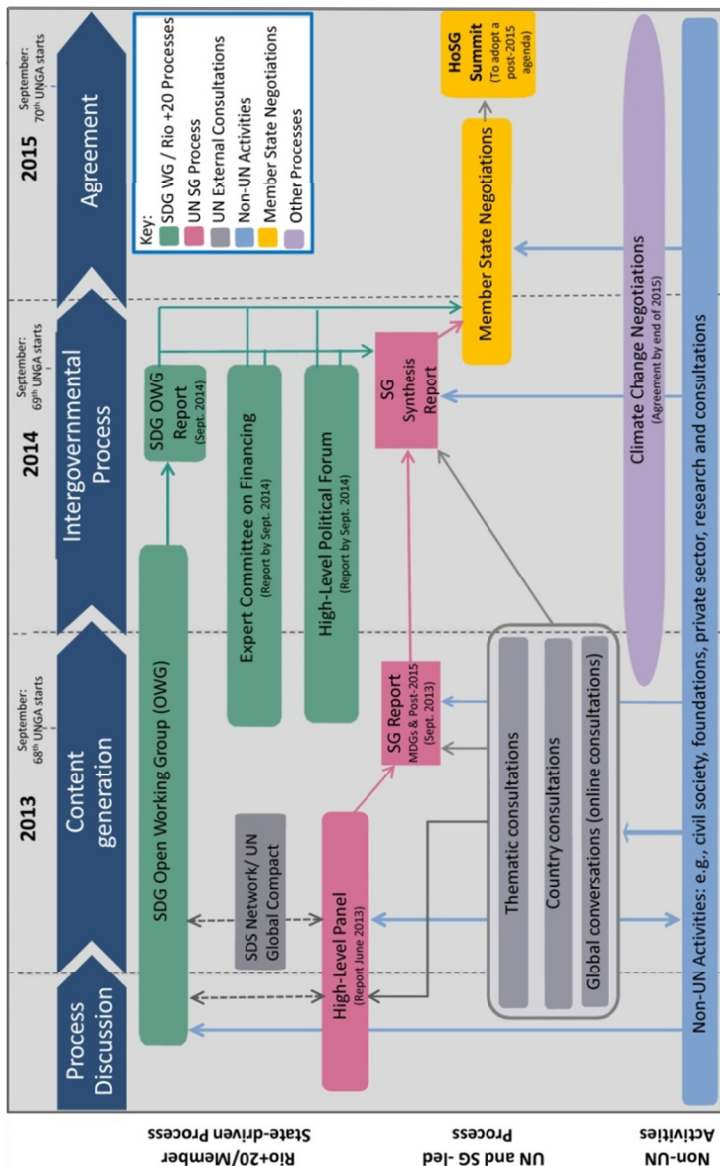 2013
2014
2015
September:
68th UNGA starts
September:
69th UNGA starts
September:
70th UNGA starts
Process
Discussion
Content
generation
Intergovernmental
Process
Agreement
Key:
SDG WG / Rio +20 Processes
UN SG Process
UN External Consultations
Non-UN Activities
Member State Negotiations
Other Processes
Rio+20/Member
State-driven Process
SDG Open Working Group (OWG)
SDG OWG
Report
(Sept. 2014)
SDS Network/ UN
Global Compact
Expert Committee on Financing
(Report by Sept. 2014)
High-Level Political Forum
(Report by Sept. 2014)
UN and SG -led
Process
High-Level Panel
(Report June 2013)
SG Report
MDGs & Post-2015
(Sept. 2013)
SG
Synthesis
Report
Member State Negotiations
HoSG
Summit
(To adopt a
post-2015
agenda)
Thematic consultations
Country consultations
Global conversations (online consultations)
Climate Change Negotiations
(Agreement by end of 2015)
Non-UN
Activities
Non-UN Activities: e.g., civil society, foundations, private sector, research and consultations